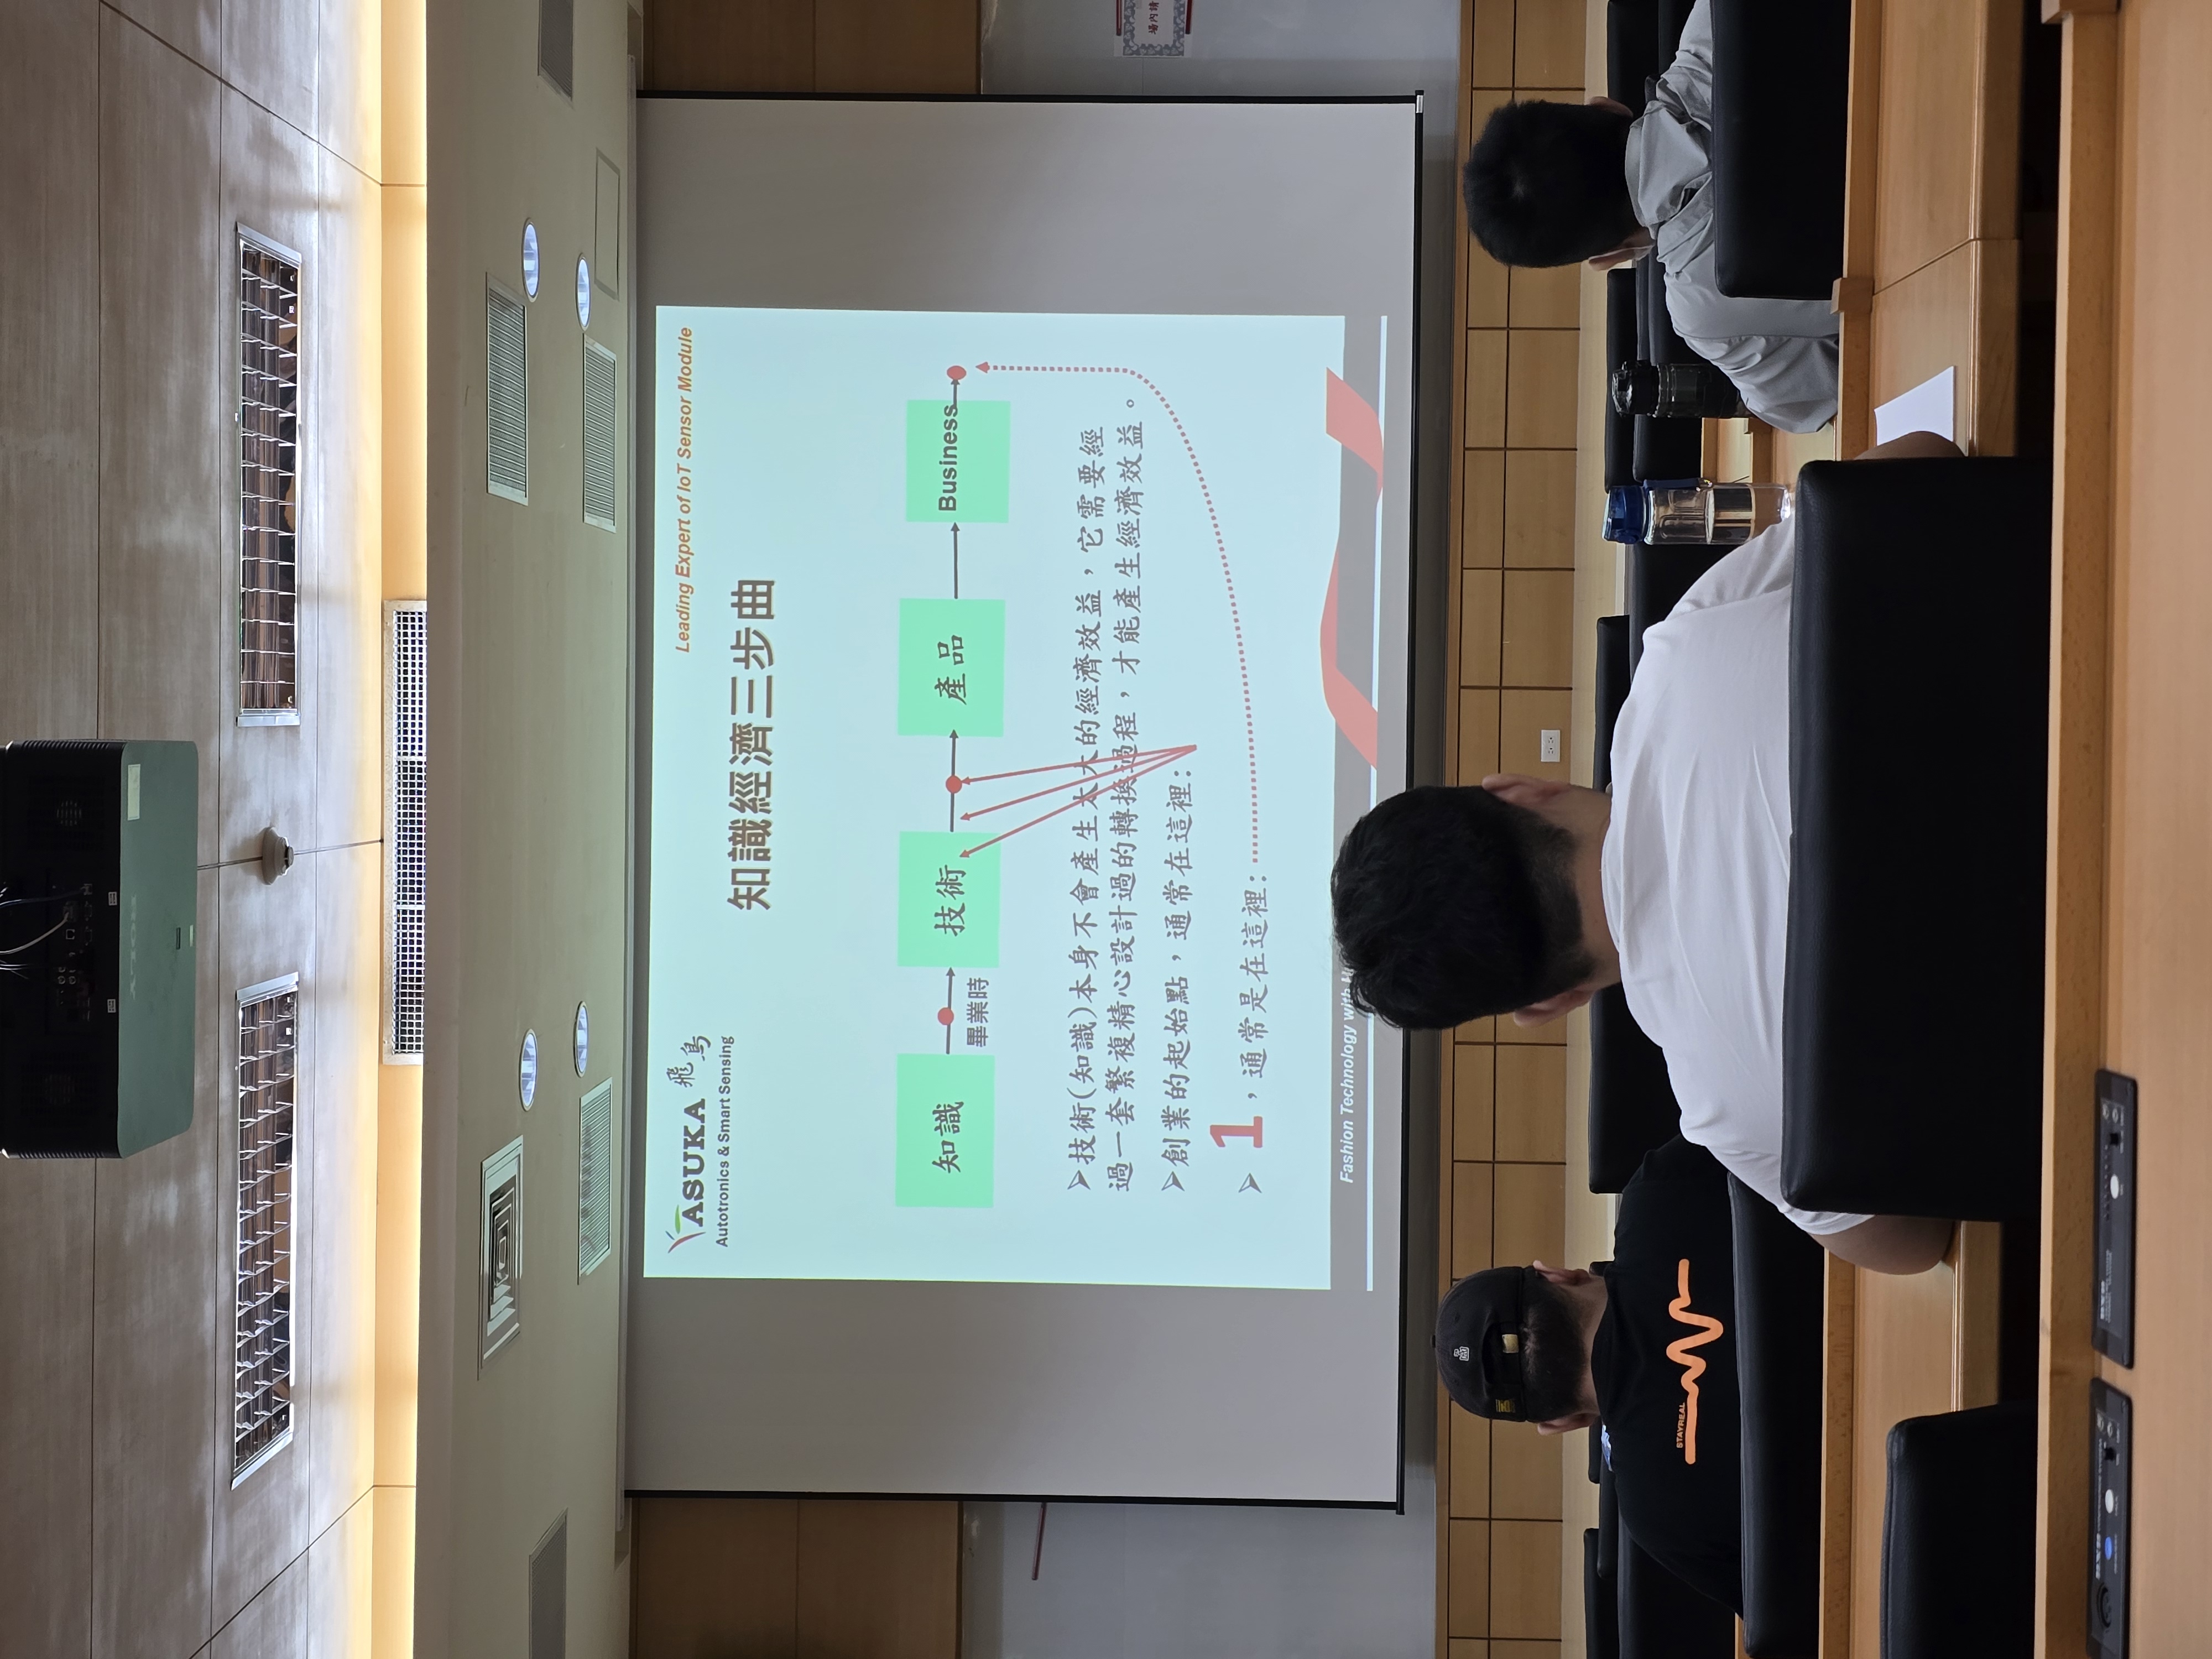 ASUKA 飛鳥
Autotronics & Smart Sensing
Leading Expert of IoT Sensor Module
知識經濟三步曲
知識
畢業時
技術
產品
Business
➢技術(知識)本身不會產生太大的經濟效益，它需要經
過一套繁複精心設計過的轉換過程，才能產生經濟效益。
➢創業的起始點，通常在這裡:
➢ 1，通常是在這裡:
Fashion Technology with
場內請
STAYREAL